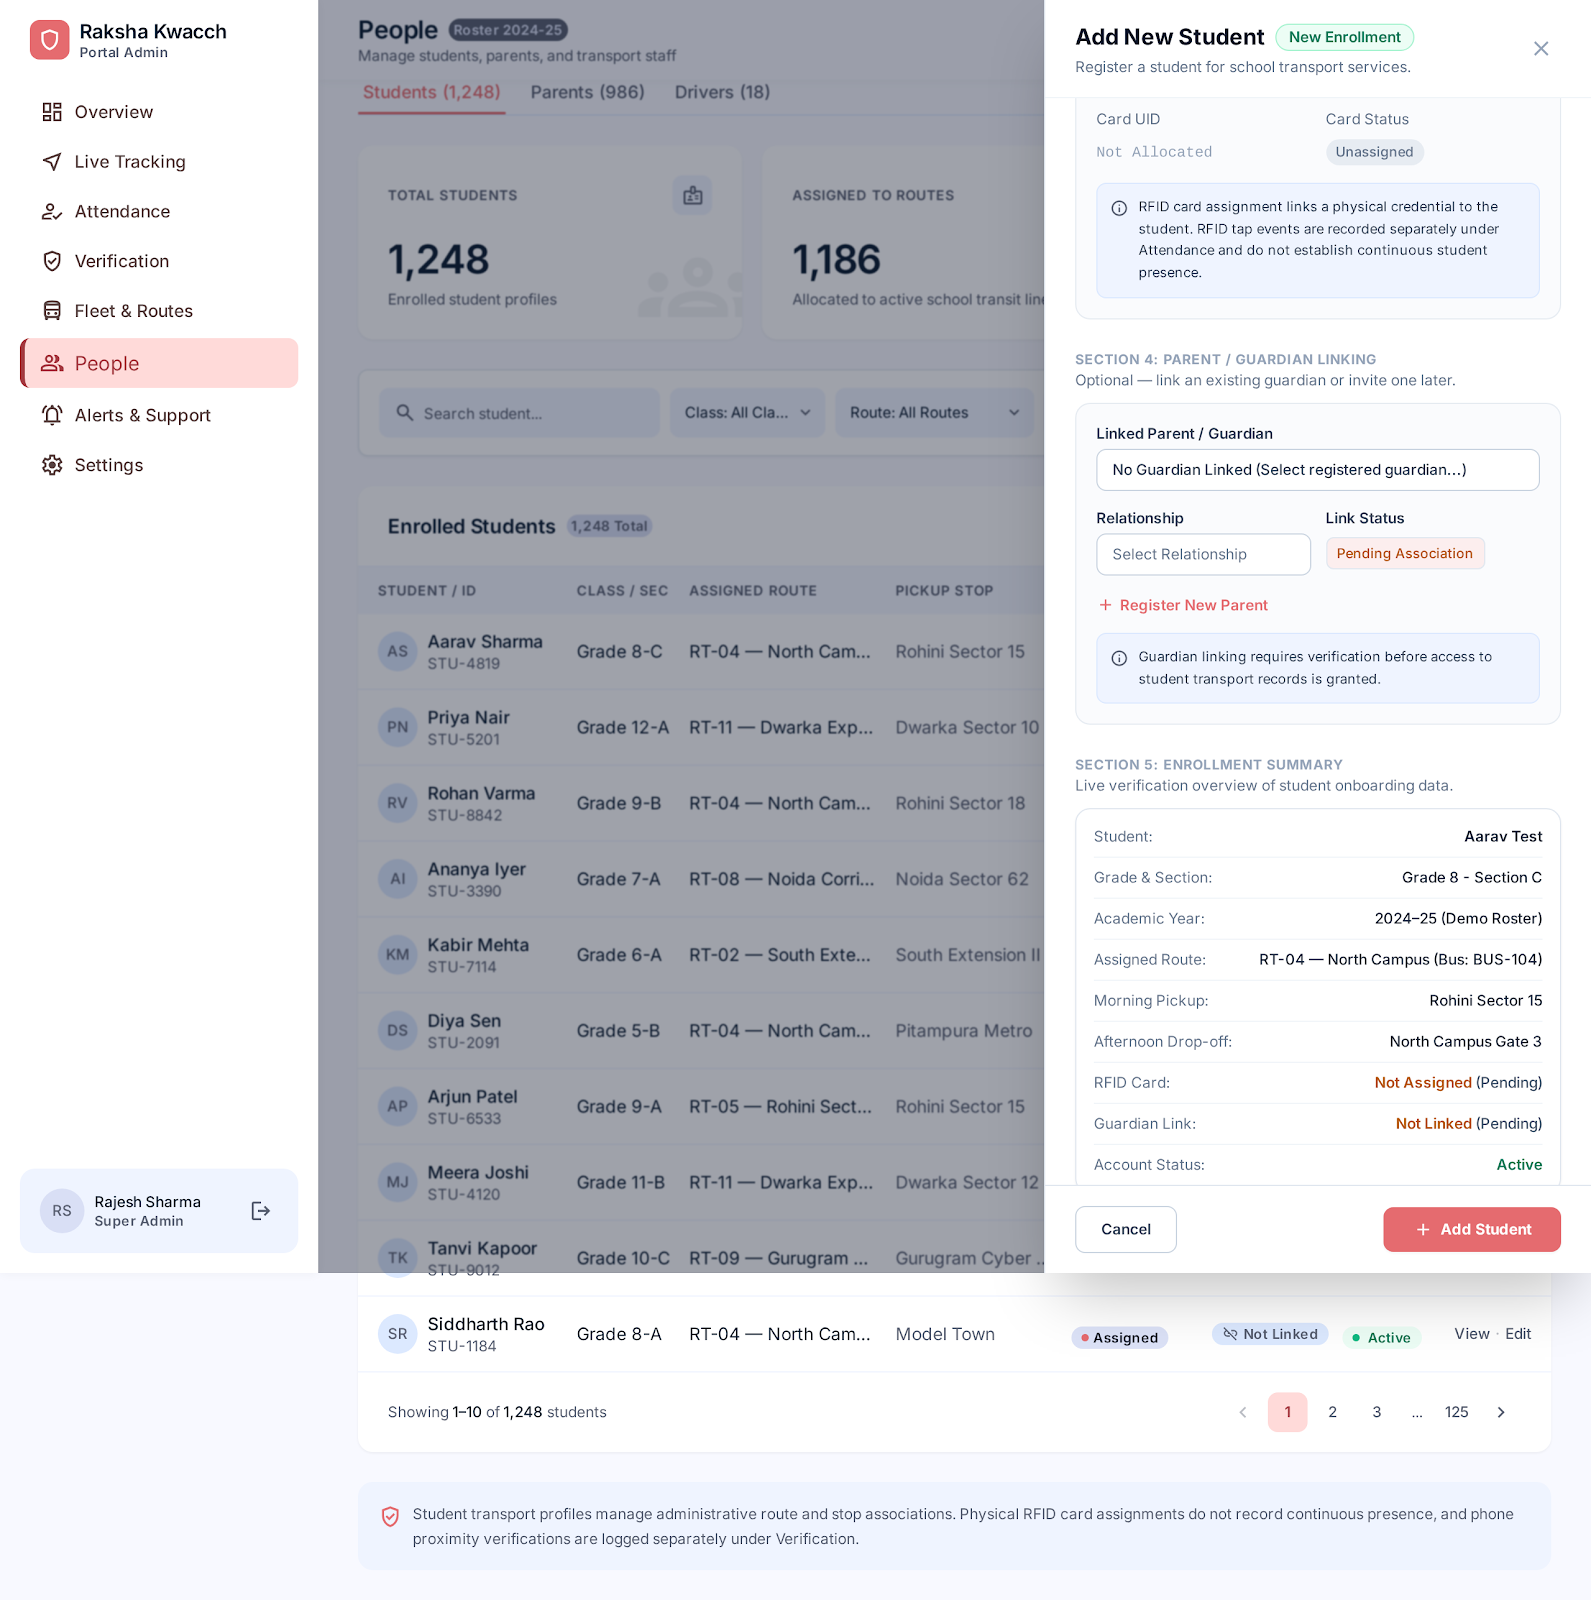 Raksha Kwacch
Portal Admin
Overview
Live Tracking
Attendance
Verification
Fleet & Routes
People
Alerts & Support
Settings
RS
Rajesh Sharma
Super Admin
People
Roster 2024-25
Manage students, parents, and transport staff
Students (1,248)
Parents (986)
Drivers (18)
TOTAL STUDENTS
1,248
Enrolled student profiles
ASSIGNED TO ROUTES
1,186
Allocated to active school transit line
Search student...
Class: All Cla...
Route: All Routes
Enrolled Students
1,248 Total
STUDENT / ID
CLASS / SEC
ASSIGNED ROUTE
PICKUP STOP
AS
Aarav Sharma
STU-4819
Grade 8-C
RT-04 — North Cam...
Rohini Sector 15
PN
Priya Nair
STU-5201
Grade 12-A
RT-11 — Dwarka Exp...
Dwarka Sector 10
RV
Rohan Varma
STU-8842
Grade 9-B
RT-04 — North Cam...
Rohini Sector 18
AI
Ananya Iyer
STU-3390
Grade 7-A
RT-08 — Noida Corri...
Noida Sector 62
KM
Kabir Mehta
STU-7114
Grade 6-A
RT-02 — South Exte...
South Extension II
DS
Diya Sen
STU-2091
Grade 5-B
RT-04 — North Cam...
Pitampura Metro
AP
Arjun Patel
STU-6533
Grade 9-A
RT-05 — Rohini Sect...
Rohini Sector 15
MJ
Meera Joshi
STU-4120
Grade 11-B
RT-11 — Dwarka Exp...
Dwarka Sector 12
TK
Tanvi Kapoor
STU-9012
Grade 10-C
RT-09 — Gurugram ...
Gurugram Cyber ..
SR
Siddharth Rao
STU-1184
Grade 8-A
RT-04 — North Cam...
Model Town
Assigned
Not Linked
Active
View · Edit
Showing 1–10 of 1,248 students
1
2
3
...
125
Student transport profiles manage administrative route and stop associations. Physical RFID card assignments do not record continuous presence, and phone
proximity verifications are logged separately under Verification.
Add New Student
New Enrollment
Register a student for school transport services.
Card UID
Card Status
Not Allocated
Unassigned
RFID card assignment links a physical credential to the
student. RFID tap events are recorded separately under
Attendance and do not establish continuous student
presence.
SECTION 4: PARENT / GUARDIAN LINKING
Optional — link an existing guardian or invite one later.
Linked Parent / Guardian
No Guardian Linked (Select registered guardian...)
Relationship
Link Status
Select Relationship
Pending Association
+ Register New Parent
Guardian linking requires verification before access to
student transport records is granted.
SECTION 5: ENROLLMENT SUMMARY
Live verification overview of student onboarding data.
Student:
Aarav Test
Grade & Section:
Grade 8 - Section C
Academic Year:
2024–25 (Demo Roster)
Assigned Route:
RT-04 — North Campus (Bus: BUS-104)
Morning Pickup:
Rohini Sector 15
Afternoon Drop-off:
North Campus Gate 3
RFID Card:
Not Assigned (Pending)
Guardian Link:
Not Linked (Pending)
Account Status:
Active
Cancel
+ Add Student